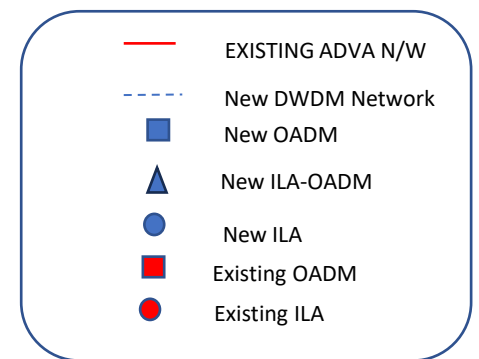 EXISTING ADVA N/W
New DWDM Network
New OADM
New ILA-OADM
New ILA
Existing OADM
Existing ILA